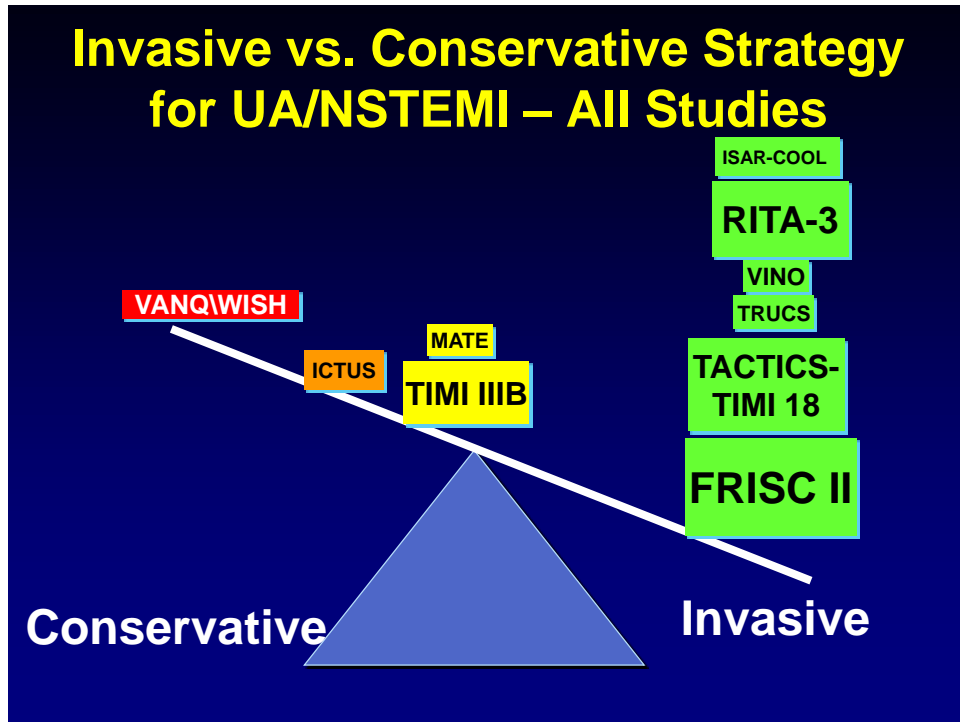 Invasive vs. Conservative Strategy
for UA/NSTEMI – All Studies
ISAR-COOL
RITA-3
VINO
TRUCS
VANQ\WISH
MATE
ICTUS
TIMI IIIB
TACTICS-
TIMI 18
FRISC II
Conservative
Invasive